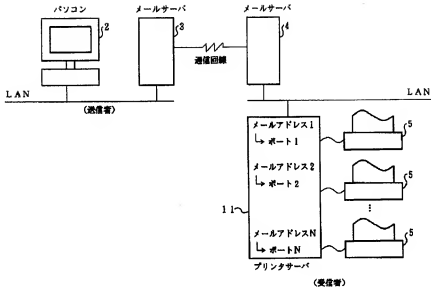 パソコン
2
メールサーバ
3
メールサーバ
4
通信回線
LAN
(送信者)
LAN
メールアドレス1
ポート1
5
メールアドレス2
ポート2
5
11
メールアドレスN
ポートN
5
プリンタサーバ
(受信者)